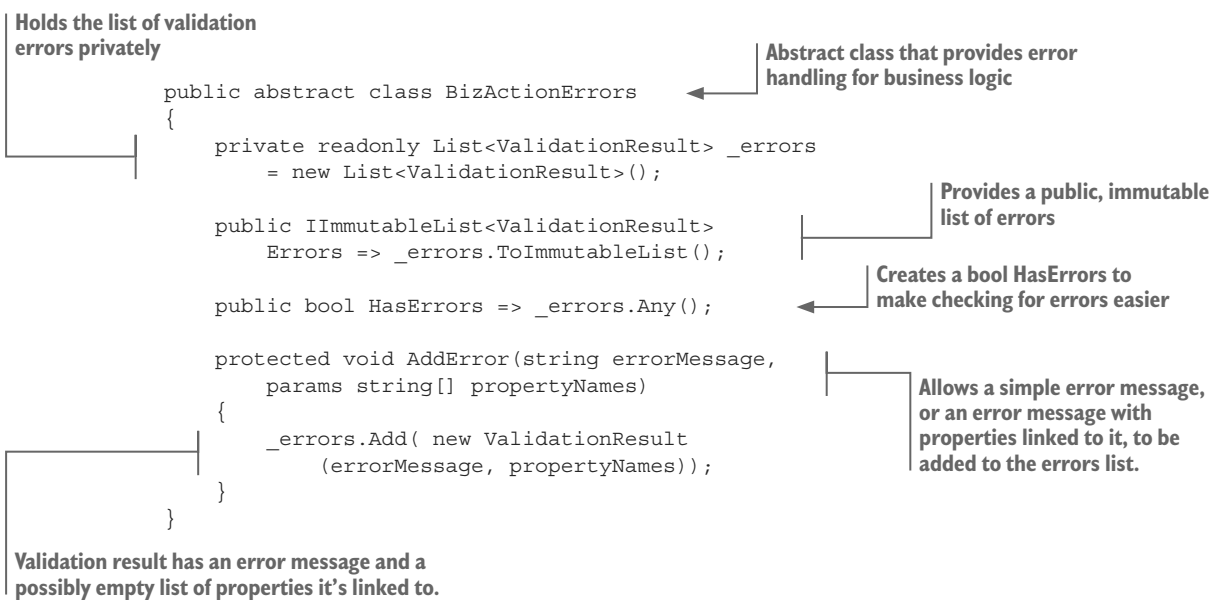 Holds the list of validation
errors privately
Abstract class that provides error
handling for business logic
public abstract class BizActionErrors
{
private readonly List<ValidationResult> _errors
= new List<ValidationResult>();
Provides a public, immutable
list of errors
public IImmutableList<ValidationResult>
Errors => _errors.ToImmutableList();
Creates a bool HasErrors to
make checking for errors easier
public bool HasErrors => _errors.Any();
protected void AddError(string errorMessage,
params string[] propertyNames)
{
Allows a simple error message,
or an error message with
properties linked to it, to be
added to the errors list.
_errors.Add( new ValidationResult
(errorMessage, propertyNames));
}
}
Validation result has an error message and a
possibly empty list of properties it's linked to.